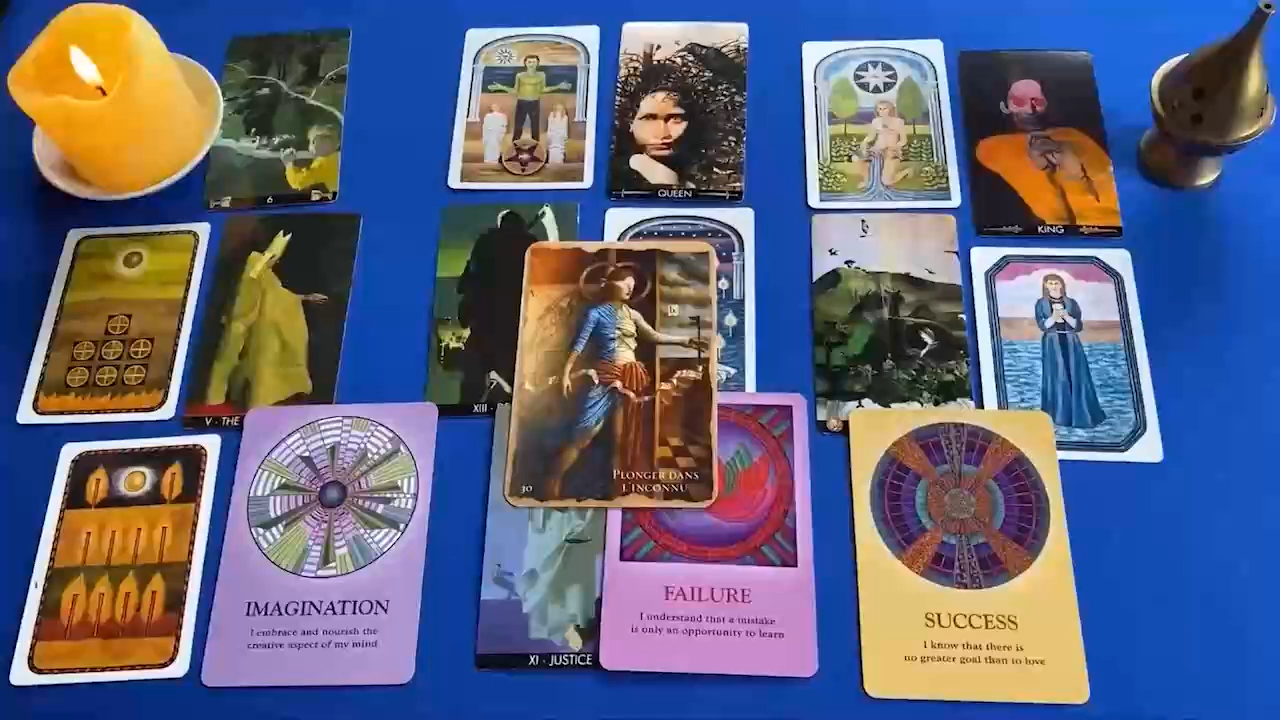 6
QUEEN
KING
V · THE
XIII ·
PLONGER DANS
L'INCONNU
30
IMAGINATION
I embrace and nourish the
creative aspect of my mind
XI · JUSTICE
FAILURE
I understand that a mistake
is only an opportunity to learn
SUCCESS
I know that there is
no greater goal than to love